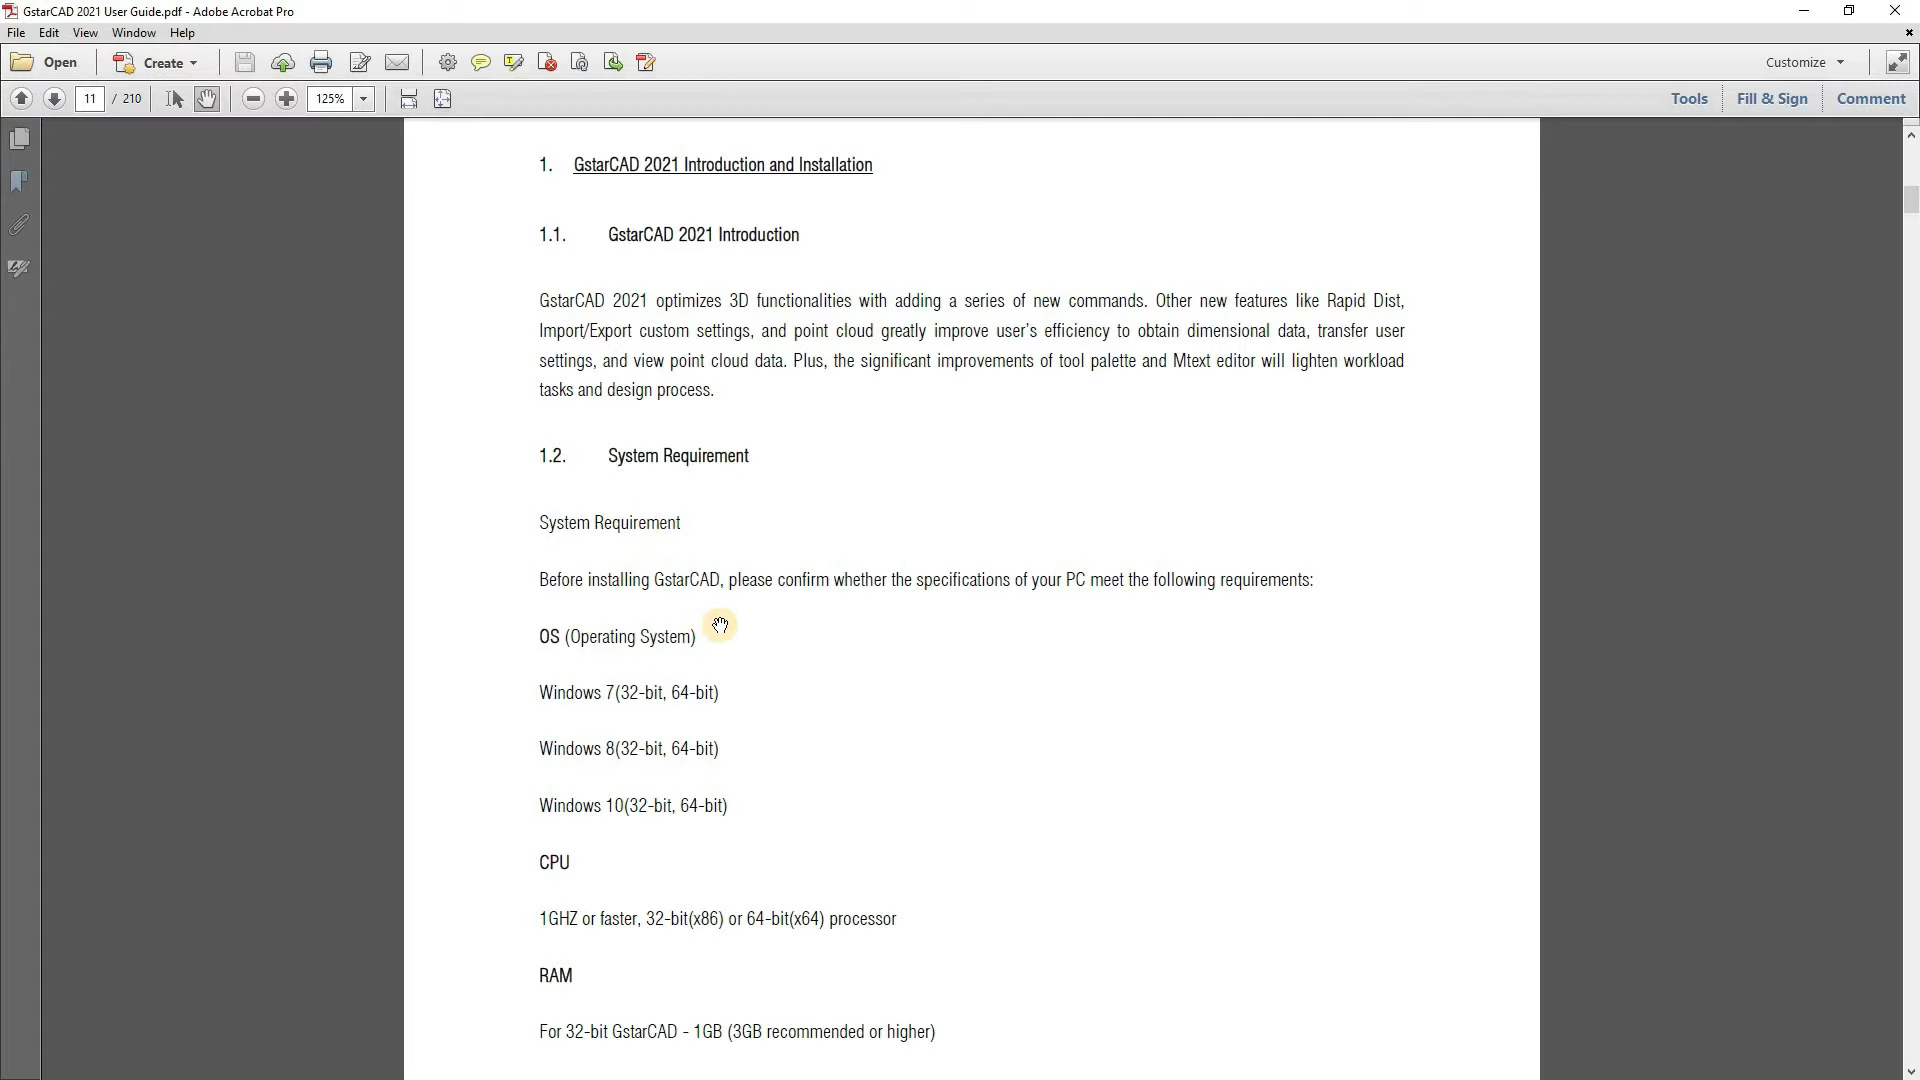 GstarCAD 2021 User Guide.pdf - Adobe Acrobat Pro
File Edit View Window Help
Open Create Customize
11 / 210 125% Tools Fill & Sign Comment
1. GstarCAD 2021 Introduction and Installation
1.1. GstarCAD 2021 Introduction
GstarCAD 2021 optimizes 3D functionalities with adding a series of new commands. Other new features like Rapid Dist,
Import/Export custom settings, and point cloud greatly improve user's efficiency to obtain dimensional data, transfer user
settings, and view point cloud data. Plus, the significant improvements of tool palette and Mtext editor will lighten workload
tasks and design process.
1.2. System Requirement
System Requirement
Before installing GstarCAD, please confirm whether the specifications of your PC meet the following requirements:
OS (Operating System)
Windows 7(32-bit, 64-bit)
Windows 8(32-bit, 64-bit)
Windows 10(32-bit, 64-bit)
CPU
1GHZ or faster, 32-bit(x86) or 64-bit(x64) processor
RAM
For 32-bit GstarCAD - 1GB (3GB recommended or higher)